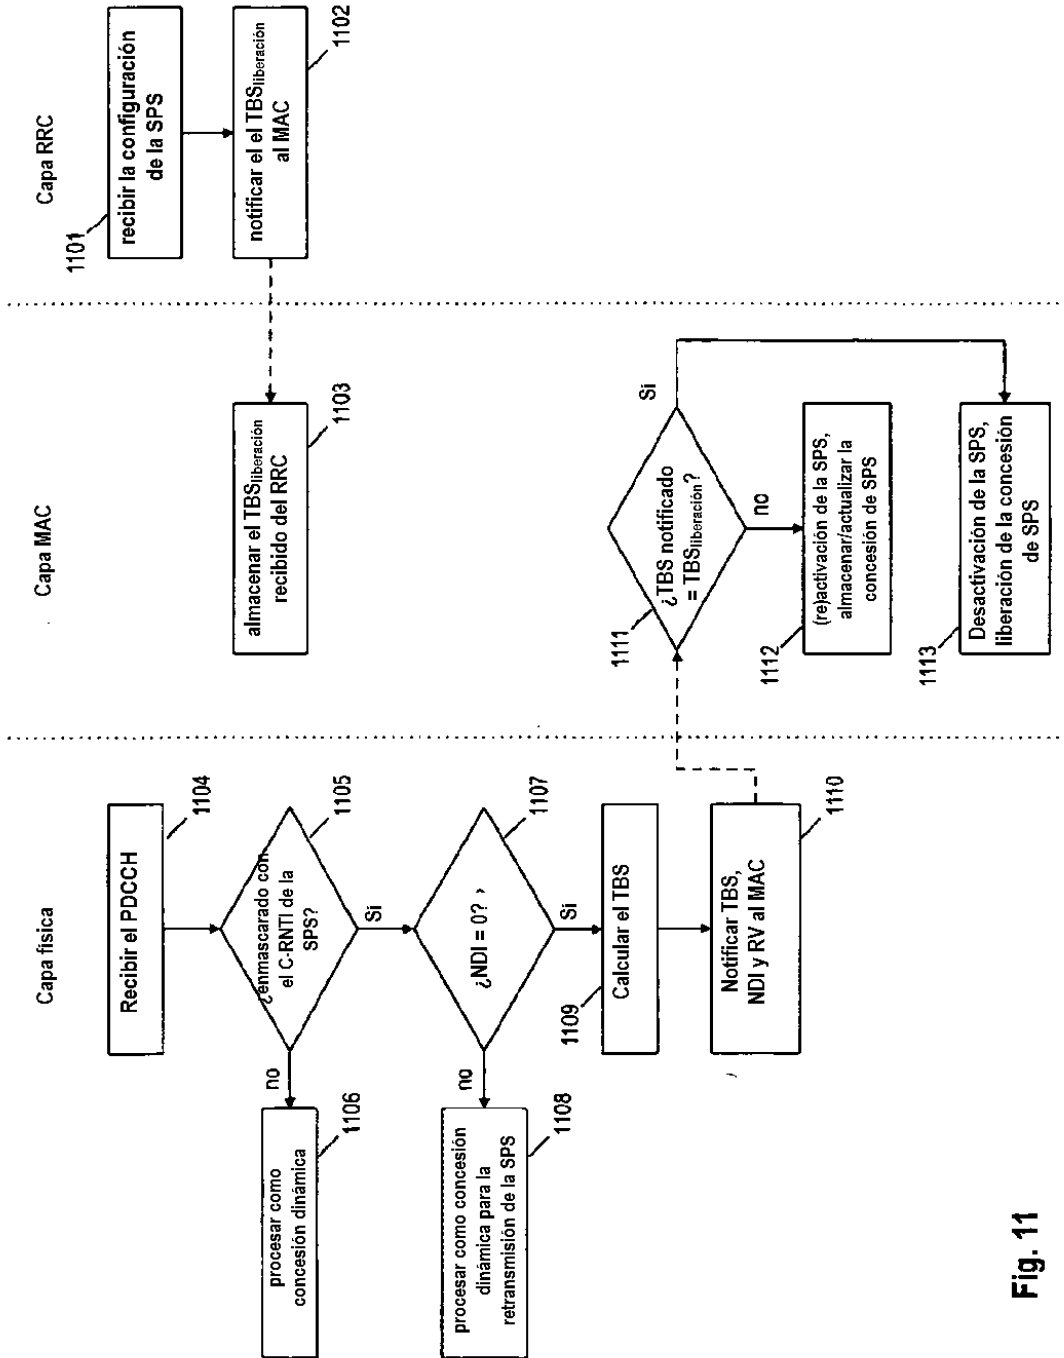 Capa física
Capa MAC
Capa RRC
Recibir el PDCCH
1104
¿enmascarado con
el C-RNTI de la
SPS?
1105
no
Sí
procesar como
concesión dinámica
1106
¿NDI = 0?
1107
no
Sí
procesar como concesión
dinámica para la
retransmisión de la SPS
1108
1109
Calcular el TBS
Notificar TBS,
NDI y RV al MAC
1110
almacenar el TBSliberación
recibido del RRC
1103
1111
¿TBS notificado
= TBSliberación?
Sí
no
1112
(re)activación de la SPS,
almacenar/actualizar la
concesión de SPS
1113
Desactivación de la SPS,
liberación de la concesión
de SPS
1101
recibir la configuración
de la SPS
notificar el el TBSliberación
al MAC
1102
Fig. 11